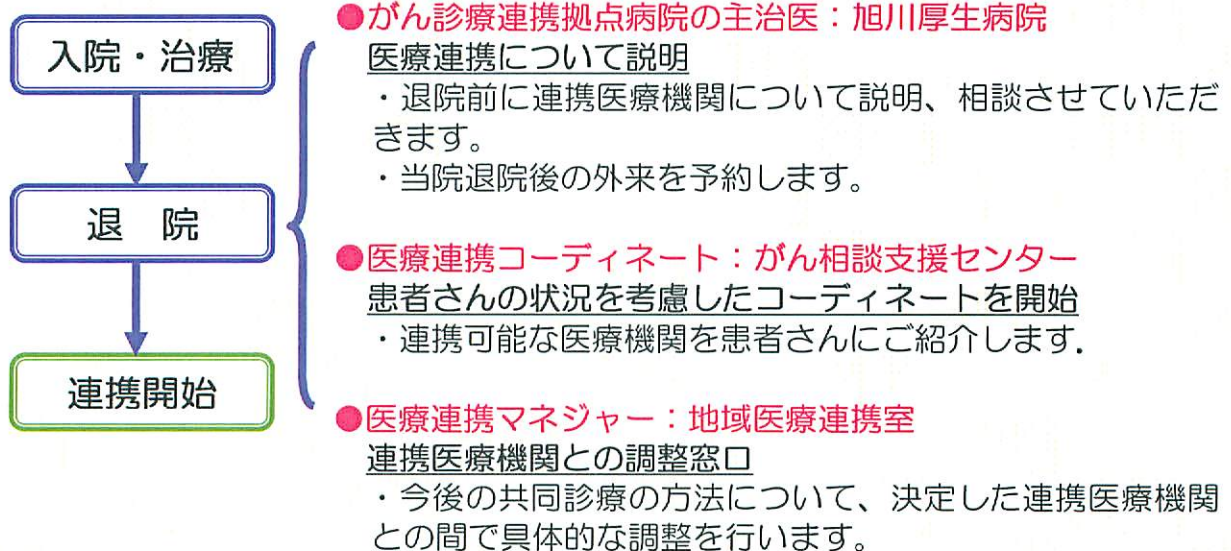 入院・治療
退　院
連携開始
●がん診療連携拠点病院の主治医：旭川厚生病院
医療連携について説明
・退院前に連携医療機関について説明、相談させていただ
きます。
・当院退院後の外来を予約します。
●医療連携コーディネート：がん相談支援センター
患者さんの状況を考慮したコーディネートを開始
・連携可能な医療機関を患者さんにご紹介します.
●医療連携マネジャー：地域医療連携室
連携医療機関との調整窓口
・今後の共同診療の方法について、決定した連携医療機関
との間で具体的な調整を行います。